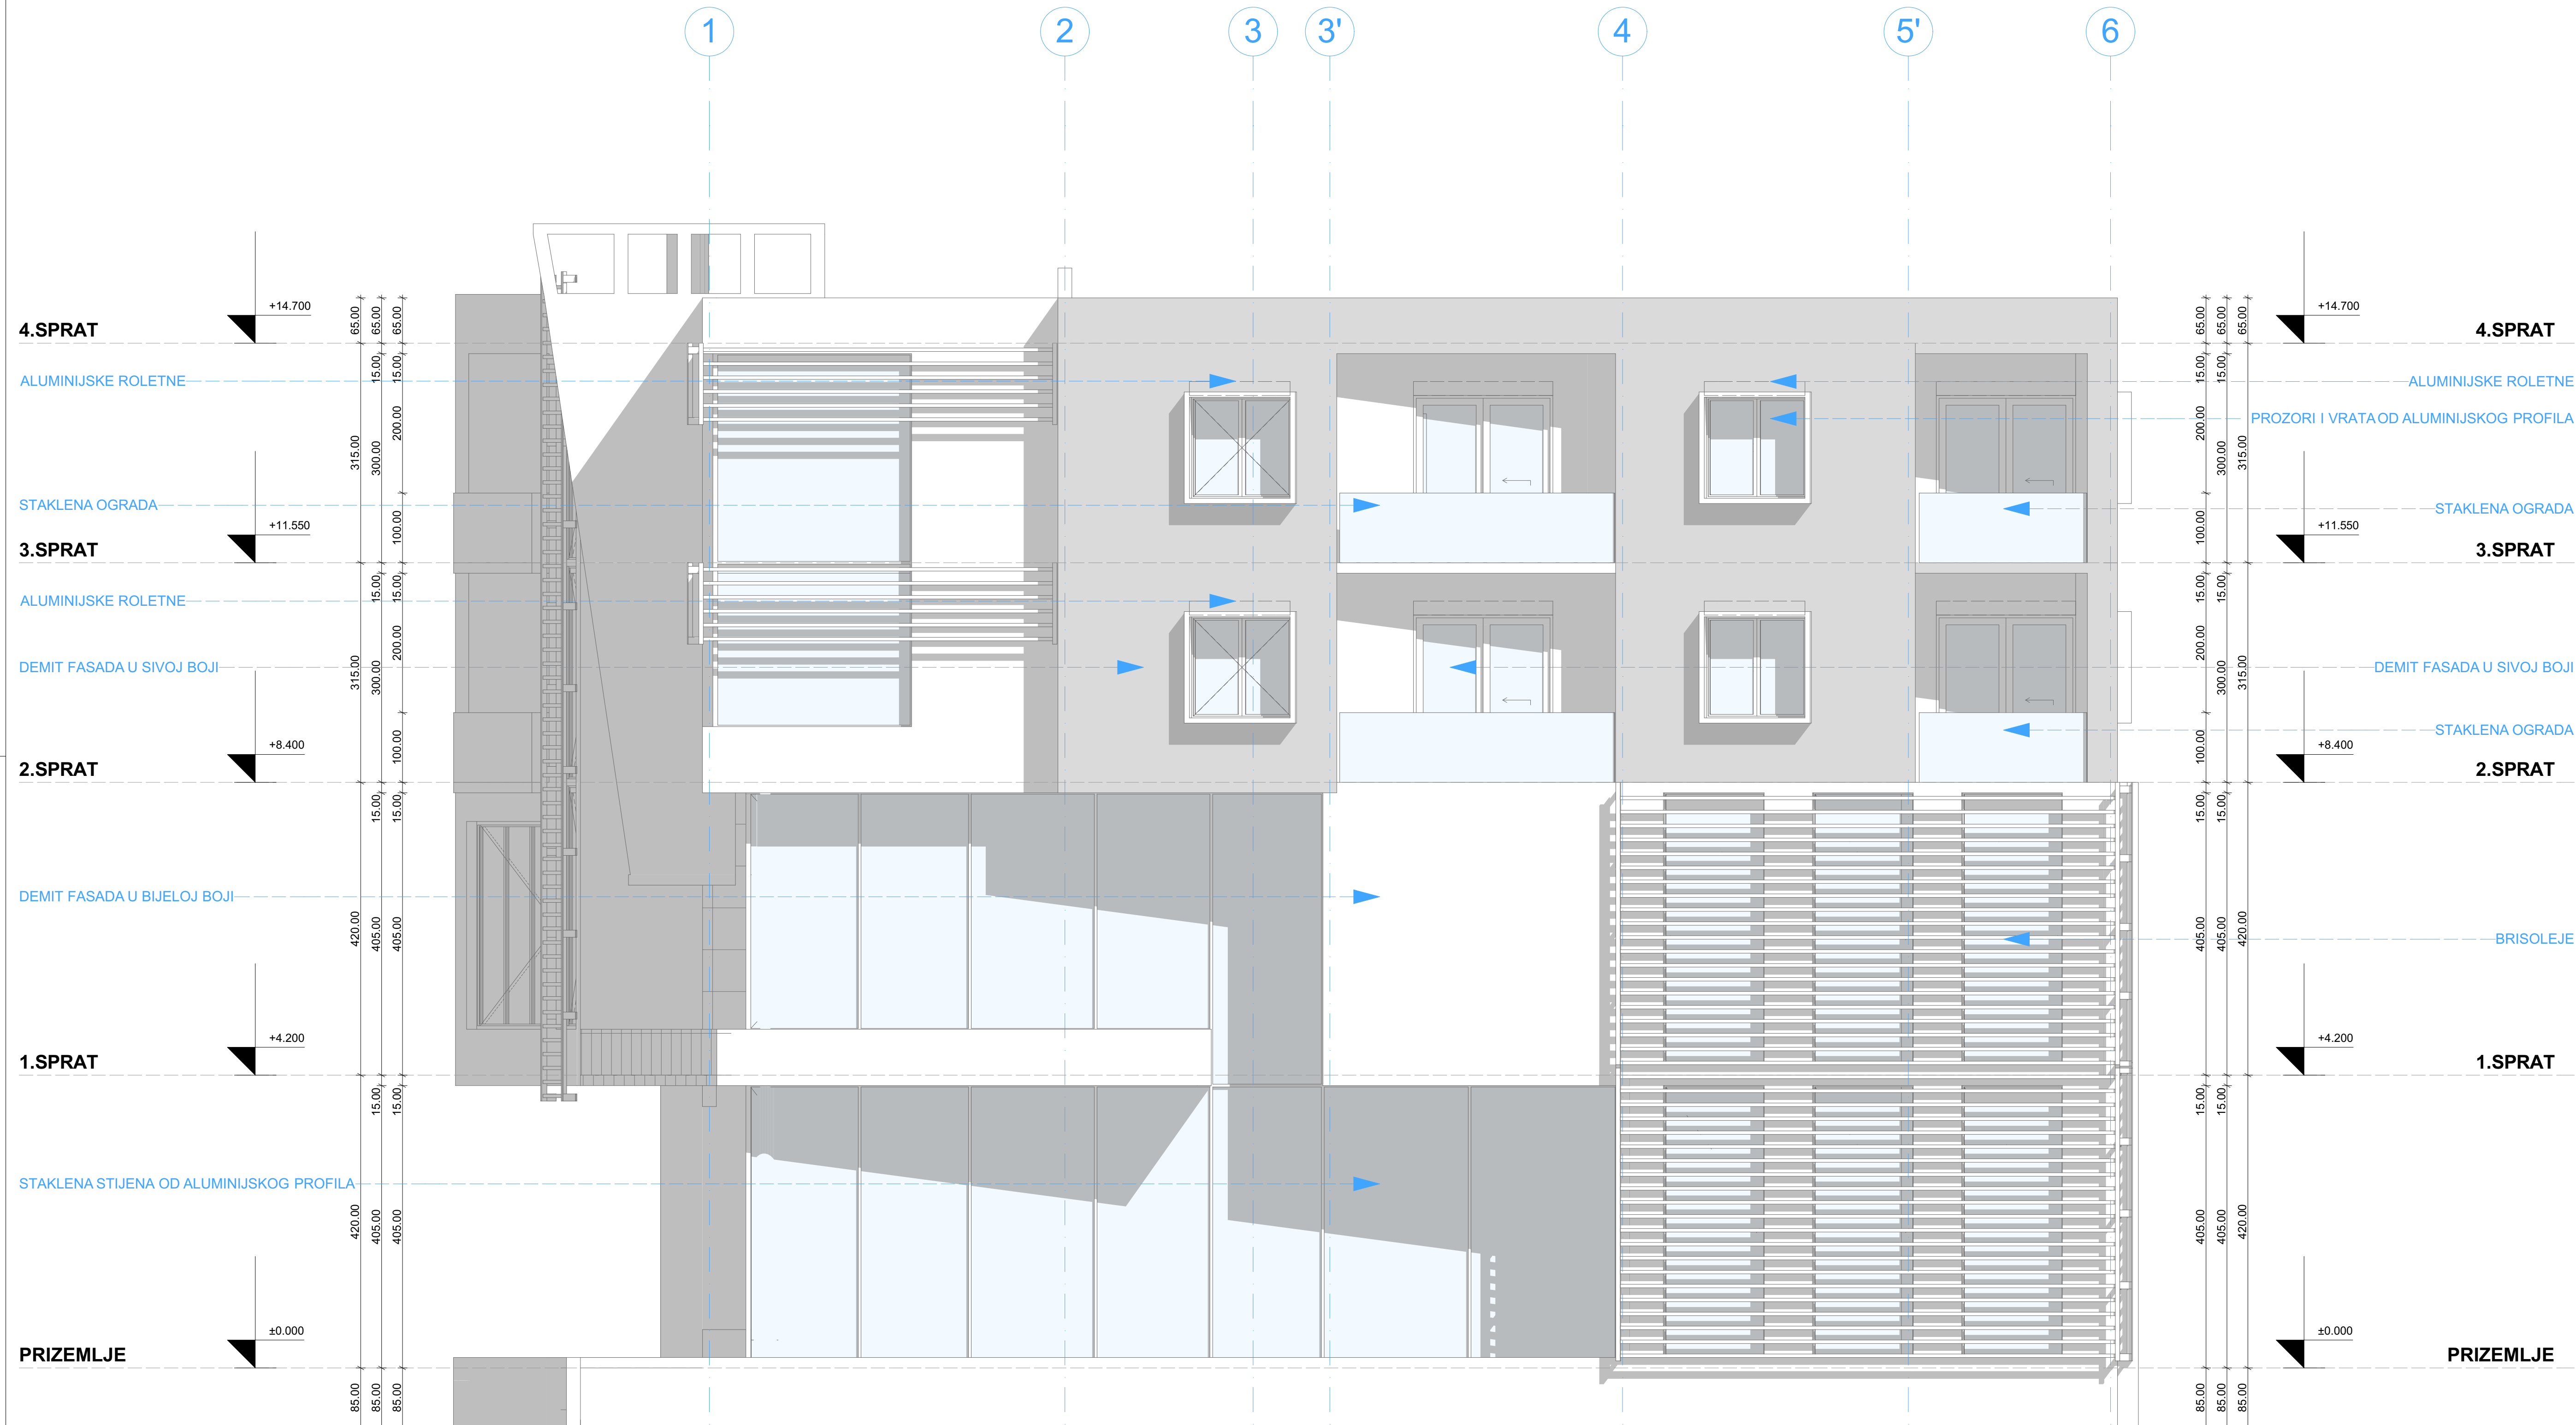 1 2 3 3' 4 5' 6
+14.700 +14.700
4.SPRAT 4.SPRAT
65.00 65.00 65.00 65.00 65.00 65.00
ALUMINIJSKE ROLETNE ALUMINIJSKE ROLETNE
15.00 15.00 15.00 15.00
PROZORI I VRATA OD ALUMINIJSKOG PROFILA
315.00 300.00 200.00 200.00 300.00 315.00
STAKLENA OGRADA STAKLENA OGRADA
100.00 100.00
+11.550 +11.550
3.SPRAT 3.SPRAT
15.00 15.00 15.00 15.00
ALUMINIJSKE ROLETNE
315.00 300.00 200.00 200.00 300.00 315.00
DEMIT FASADA U SIVOJ BOJI DEMIT FASADA U SIVOJ BOJI
STAKLENA OGRADA
100.00 100.00
+8.400 +8.400
2.SPRAT 2.SPRAT
15.00 15.00 15.00 15.00
DEMIT FASADA U BIJELOJ BOJI
420.00 405.00 405.00 405.00 405.00 420.00
BRISOLEJE
+4.200 +4.200
1.SPRAT 1.SPRAT
15.00 15.00 15.00 15.00
STAKLENA STIJENA OD ALUMINIJSKOG PROFILA
420.00 405.00 405.00 405.00 405.00 420.00
±0.000 ±0.000
PRIZEMLJE PRIZEMLJE
85.00 85.00 85.00 85.00 85.00 85.00